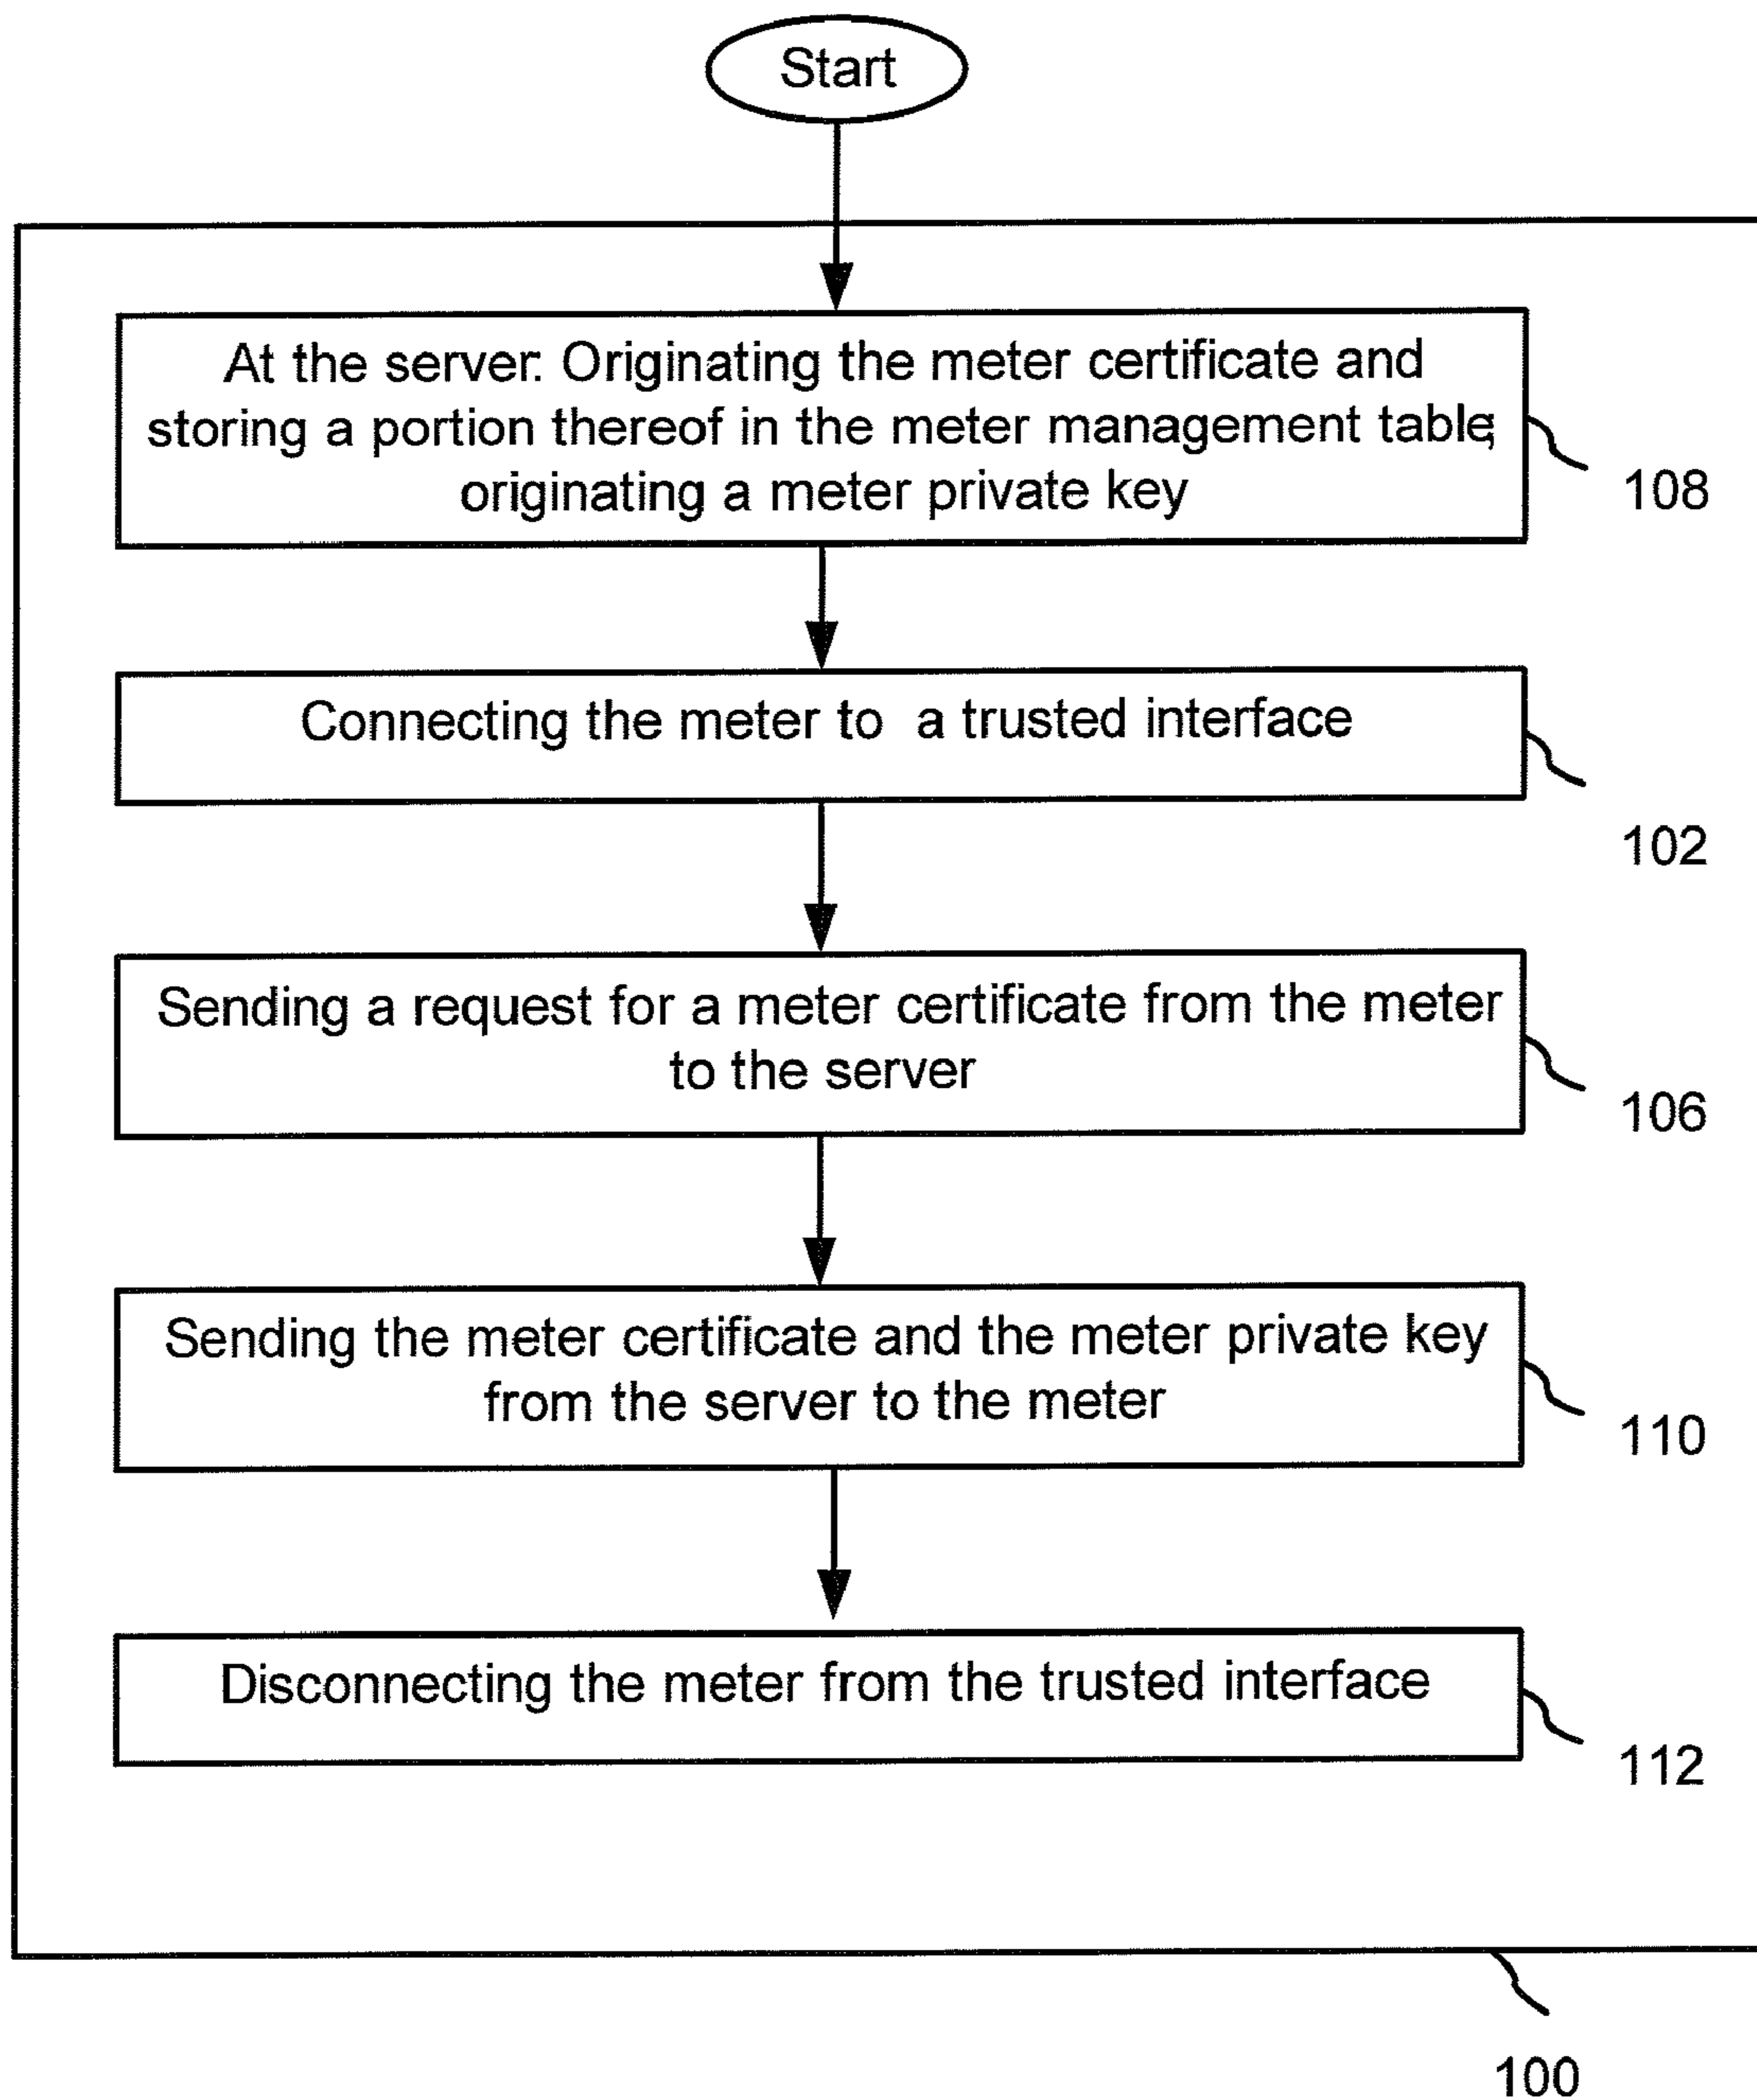 Start
At the server: Originating the meter certificate and
storing a portion thereof in the meter management table;
originating a meter private key
108
Connecting the meter to a trusted interface
102
Sending a request for a meter certificate from the meter
to the server
106
Sending the meter certificate and the meter private key
from the server to the meter
110
Disconnecting the meter from the trusted interface
112
100